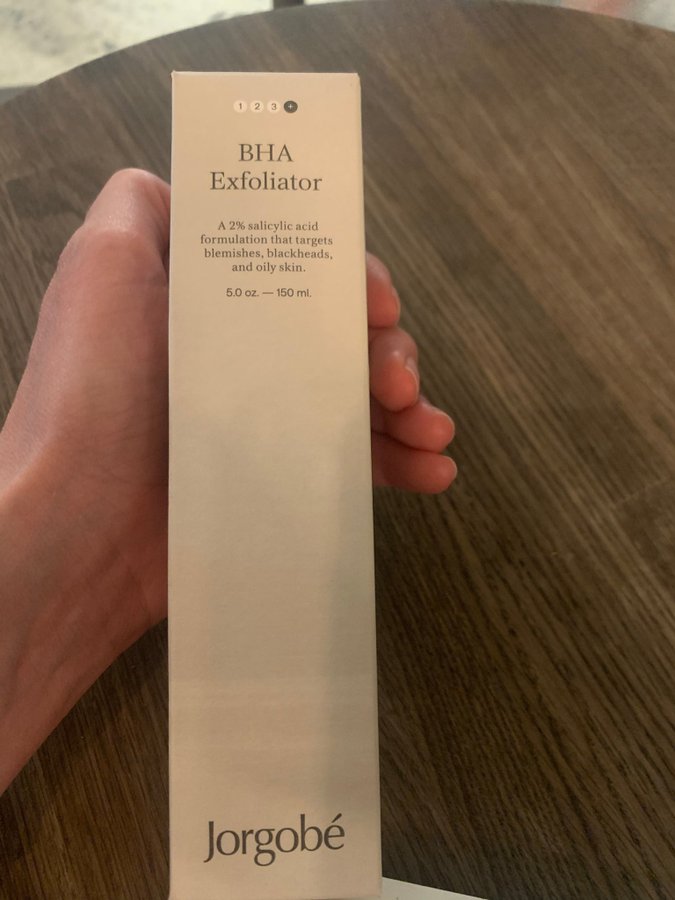 1 2 3 +
BHA
Exfoliator
A 2% salicylic acid
formulation that targets
blemishes, blackheads,
and oily skin.
5.0 oz. — 150 ml.
Jorgobé